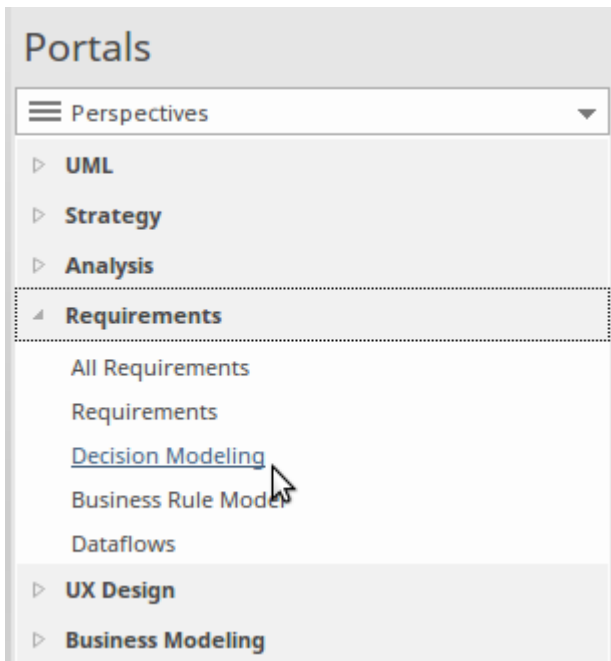 Portals
Perspectives
UML
Strategy
Analysis
Requirements
All Requirements
Requirements
Decision Modeling
Business Rule Model
Dataflows
UX Design
Business Modeling